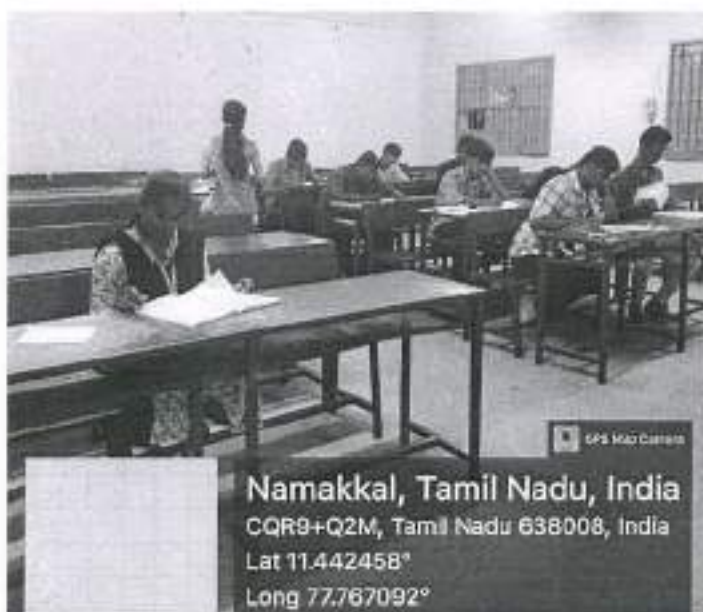 GPS Map Camera
Namakkal, Tamil Nadu, India
CQR9+Q2M, Tamil Nadu 638008, India
Lat 11.442458°
Long 77.767092°